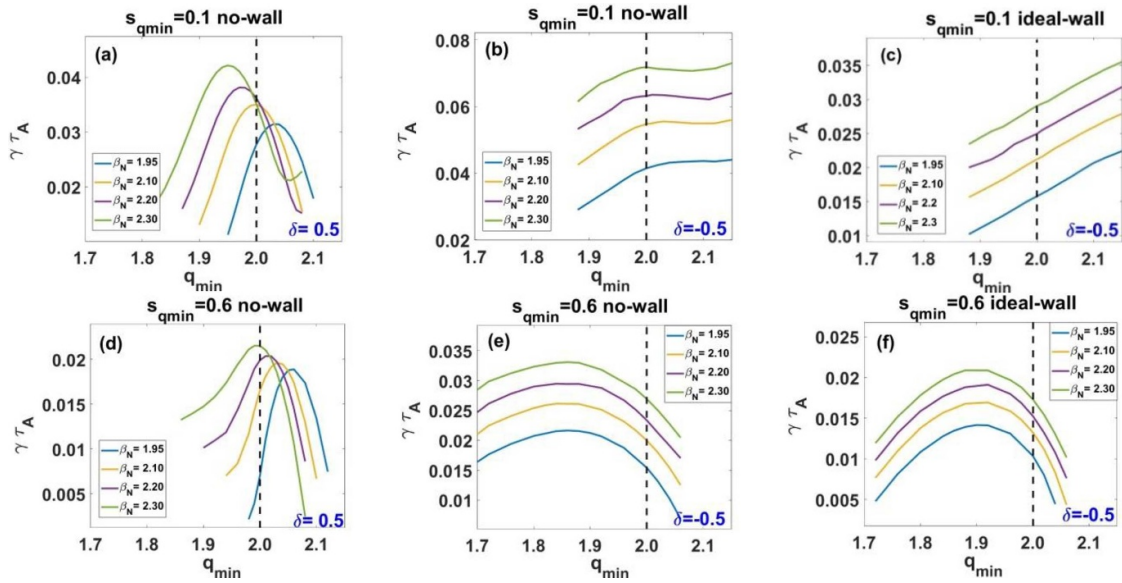 s_qmin=0.1 no-wall
(a)
γ τ_A
0.04
0.03
0.02
β_N= 1.95
β_N= 2.10
β_N= 2.20
β_N= 2.30
δ= 0.5
1.7 1.8 1.9 2.0 2.1
q_min
s_qmin=0.1 no-wall
(b)
γ τ_A
0.08
0.06
0.04
0.02
β_N= 1.95
β_N= 2.10
β_N= 2.20
β_N= 2.30
δ=-0.5
1.7 1.8 1.9 2.0 2.1
q_min
s_qmin=0.1 ideal-wall
(c)
γ τ_A
0.035
0.03
0.025
0.02
0.015
0.01
β_N= 1.95
β_N= 2.10
β_N= 2.2
β_N= 2.3
δ=-0.5
1.7 1.8 1.9 2.0 2.1
q_min
s_qmin=0.6 no-wall
(d)
γ τ_A
0.02
0.015
0.01
0.005
β_N= 1.95
β_N= 2.10
β_N= 2.20
β_N= 2.30
δ= 0.5
1.7 1.8 1.9 2.0 2.1
q_min
s_qmin=0.6 no-wall
(e)
γ τ_A
0.035
0.03
0.025
0.02
0.015
0.01
β_N= 1.95
β_N= 2.10
β_N= 2.20
β_N= 2.30
δ=-0.5
1.7 1.8 1.9 2.0 2.1
q_min
s_qmin=0.6 ideal-wall
(f)
γ τ_A
0.025
0.02
0.015
0.01
0.005
β_N= 1.95
β_N= 2.10
β_N= 2.20
β_N= 2.30
δ=-0.5
1.7 1.8 1.9 2.0 2.1
q_min